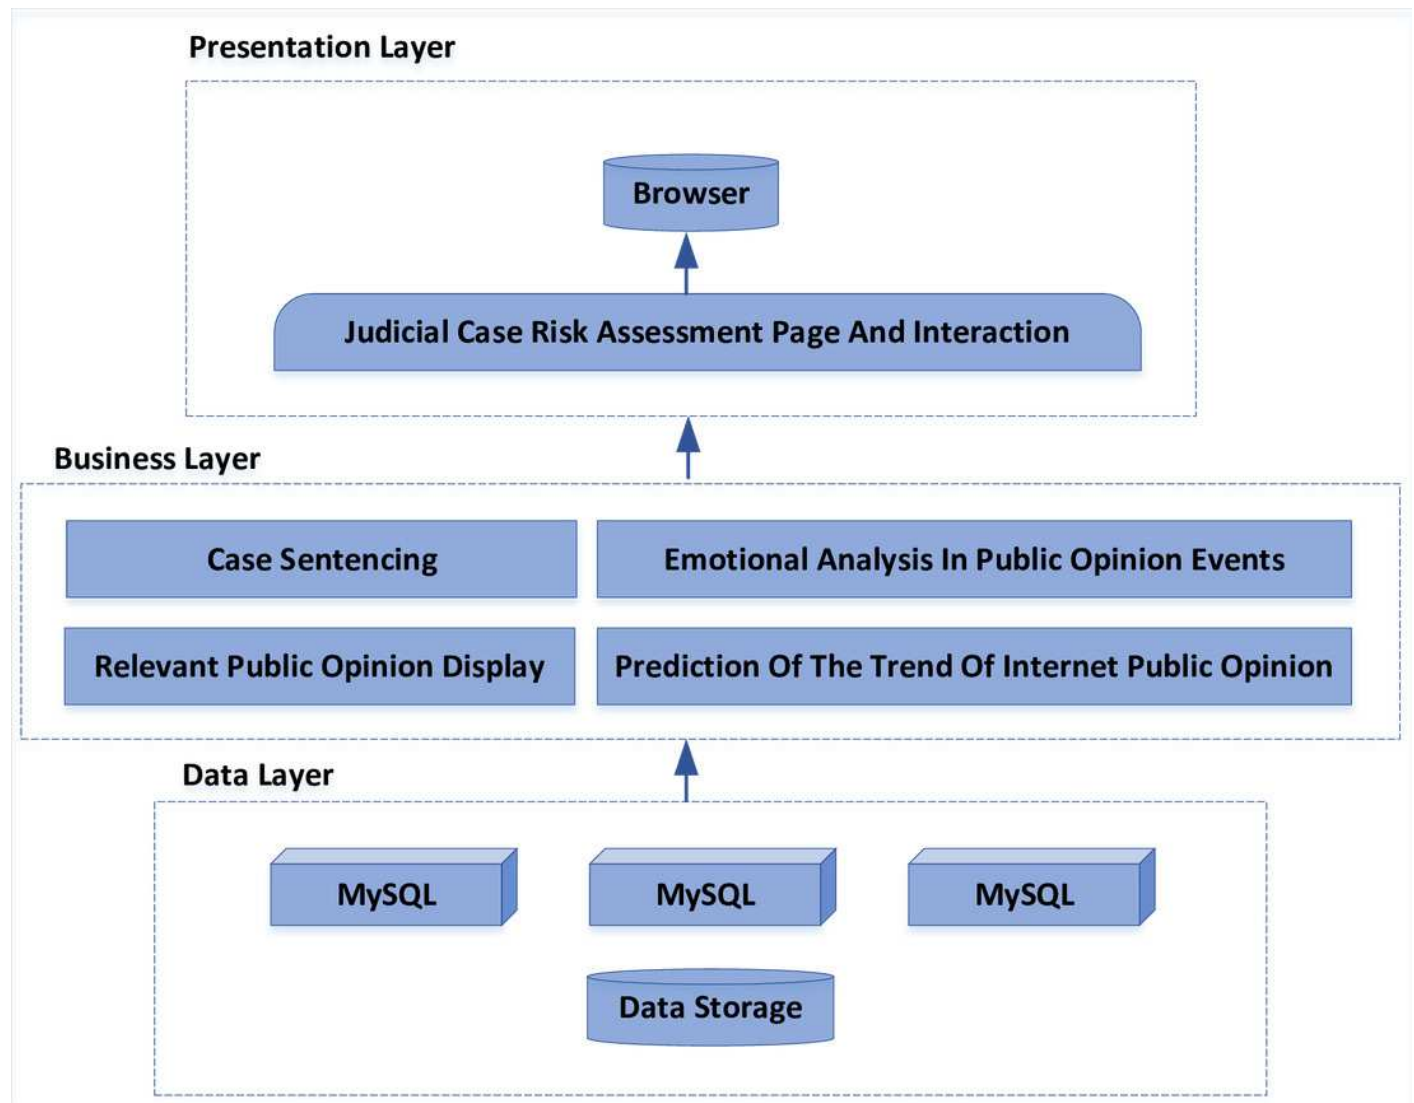 Presentation Layer
Browser
Judicial Case Risk Assessment Page And Interaction
Business Layer
Case Sentencing
Emotional Analysis In Public Opinion Events
Relevant Public Opinion Display
Prediction Of The Trend Of Internet Public Opinion
Data Layer
MySQL
MySQL
MySQL
Data Storage